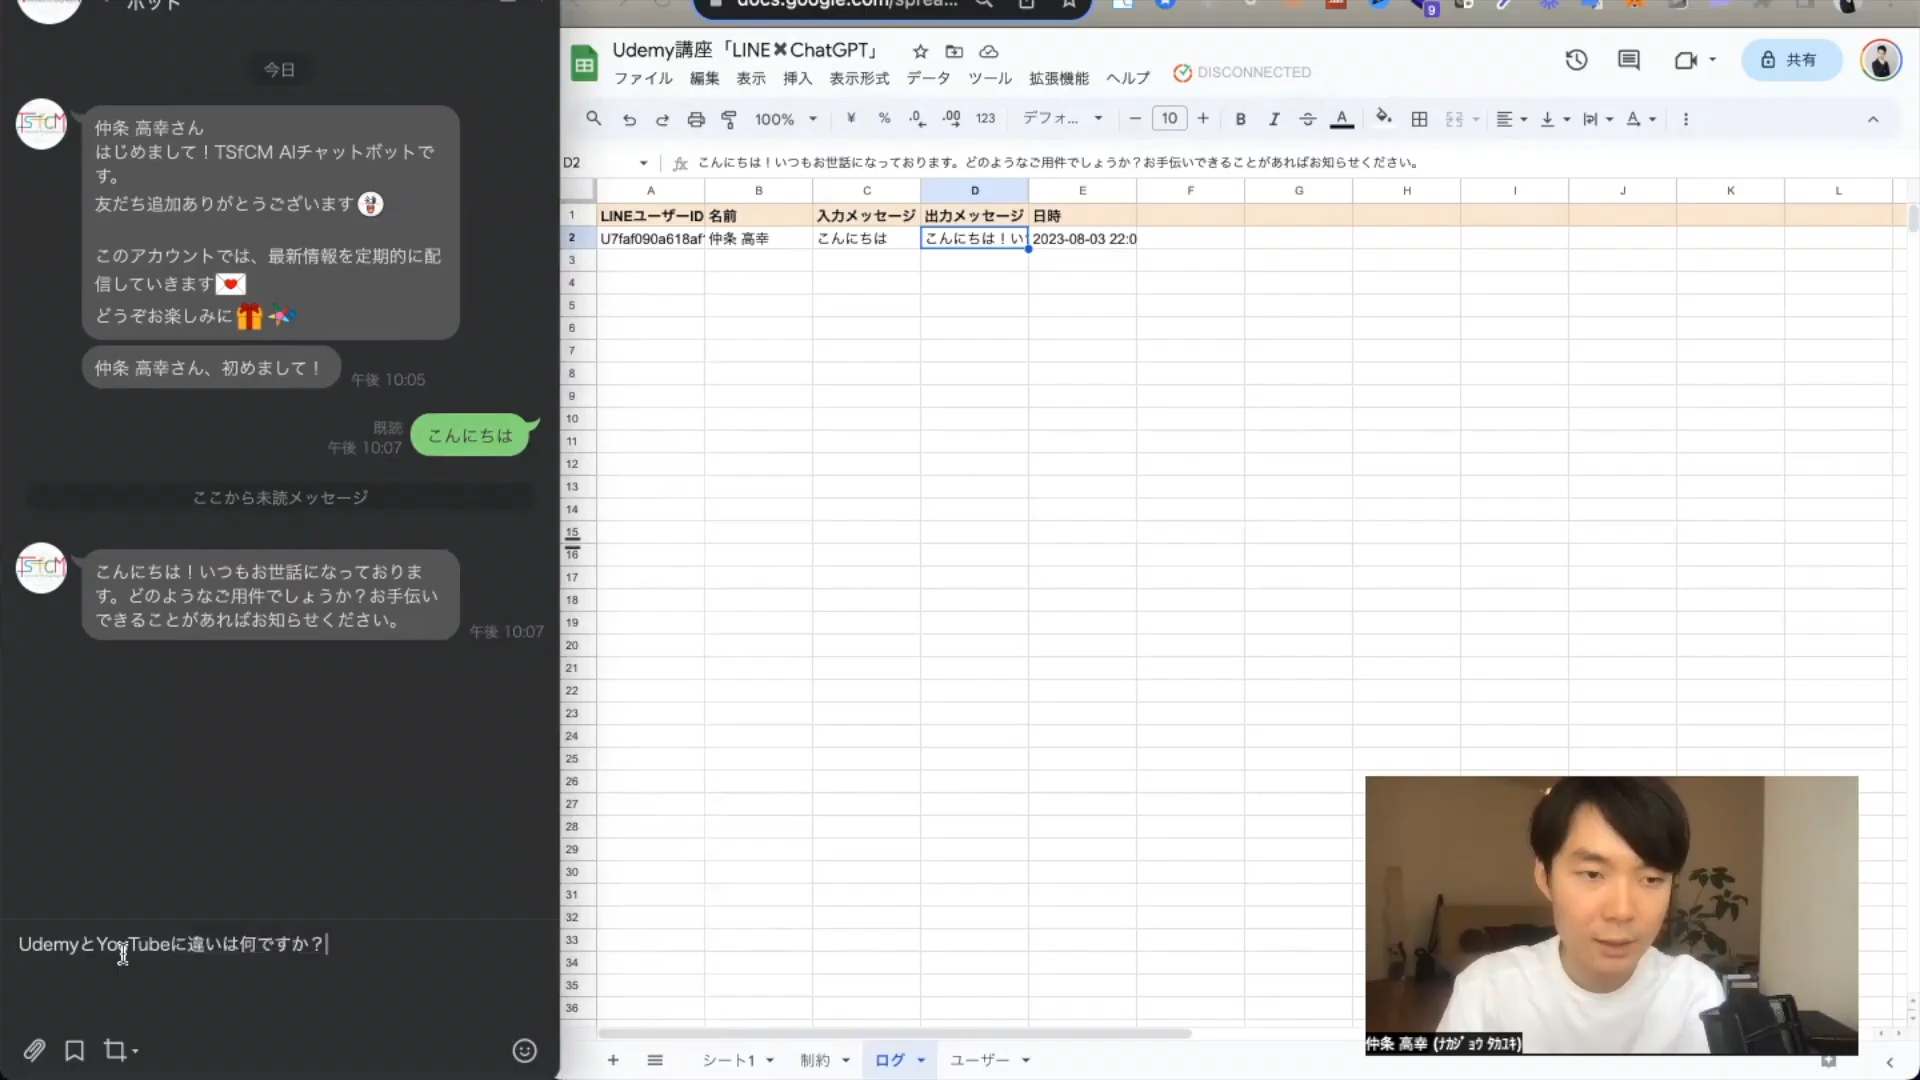 ボット
今日
仲条 高幸さん
はじめまして！TSfCM AIチャットボットで
す。
友だち追加ありがとうございます
このアカウントでは、最新情報を定期的に配
信していきます
どうぞお楽しみに
仲条 高幸さん、初めまして！
午後 10:05
既読
午後 10:07
こんにちは
ここから未読メッセージ
こんにちは！いつもお世話になっておりま
す。どのようなご用件でしょうか？お手伝い
できることがあればお知らせください。
午後 10:07
UdemyとYouTubeに違いは何ですか？
docs.google.com/sprea...
9
Udemy講座「LINE✖ChatGPT」
ファイル 編集 表示 挿入 表示形式 データ ツール 拡張機能 ヘルプ
DISCONNECTED
共有
100% ¥ % .0 .00 123 デフォ... − 10 + B I A
D2
fx こんにちは！いつもお世話になっております。どのようなご用件でしょうか？お手伝いできることがあればお知らせください。
A B C D E F G H I J K L
1 LINEユーザーID 名前 入力メッセージ 出力メッセージ 日時
2 U7faf090a618af 仲条 高幸 こんにちは こんにちは！い 2023-08-03 22:0
3
4
5
6
7
8
9
10
11
12
13
14
15
16
17
18
19
20
21
22
23
24
25
26
27
28
29
30
31
32
33
34
35
36
仲条 高幸 (ﾅｶｼﾞｮｳ ﾀｶﾕｷ)
シート1 制約 ログ ユーザー